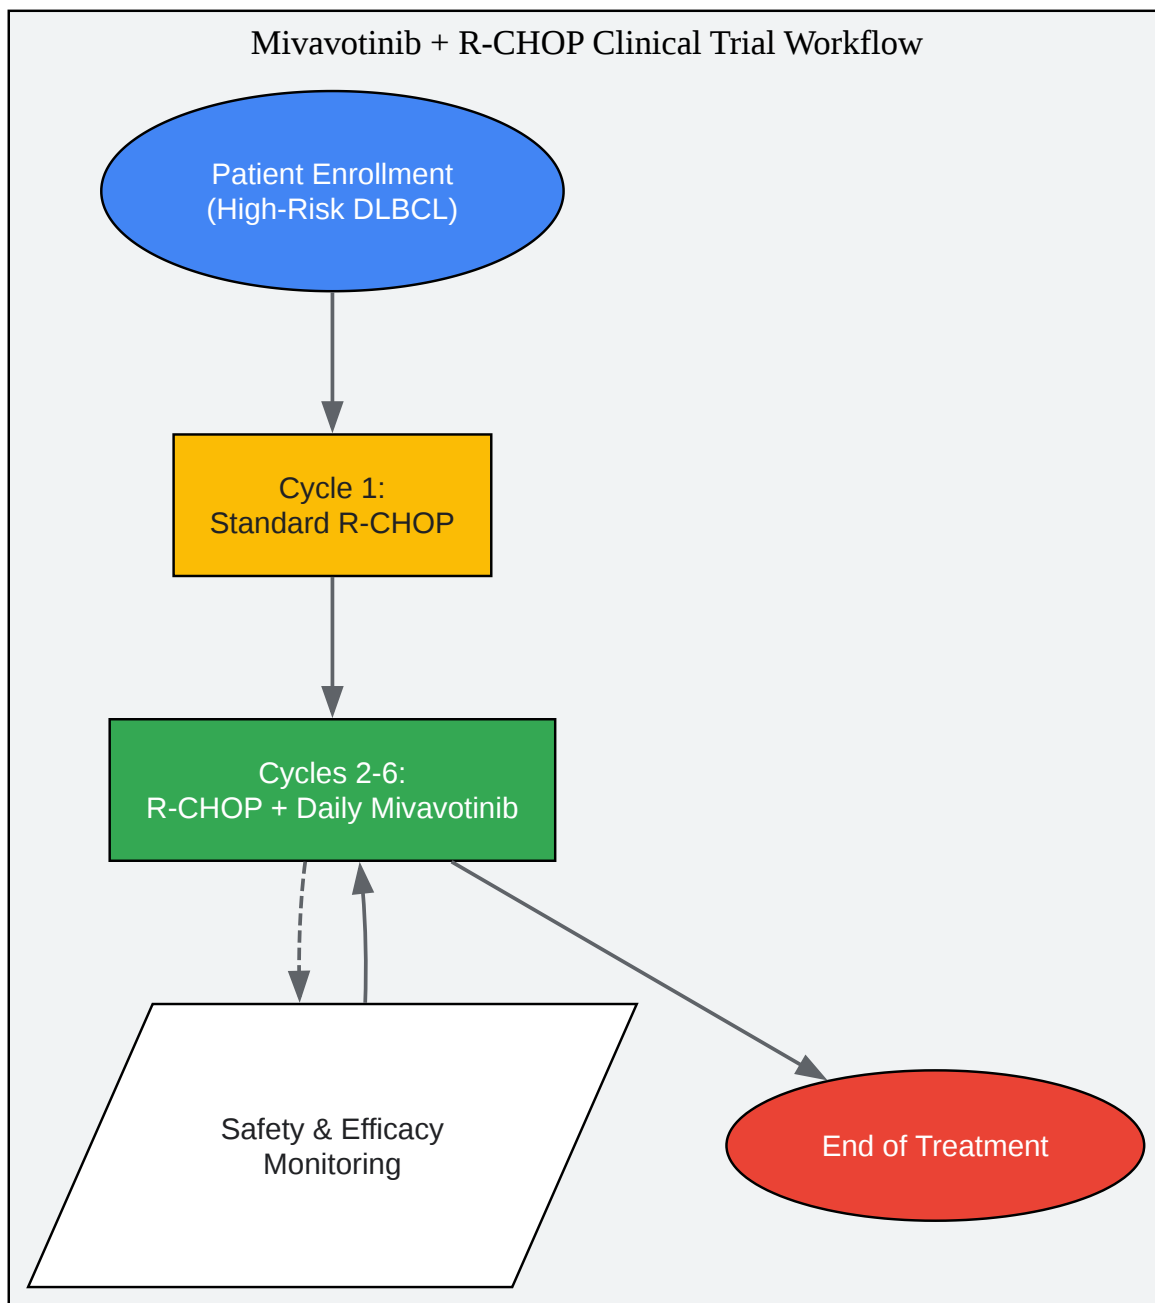 Mivavotinib + R-CHOP Clinical Trial Workflow
Patient Enrollment
(High-Risk DLBCL)
Cycle 1:
Standard R-CHOP
Cycles 2-6:
R-CHOP + Daily Mivavotinib
Safety & Efficacy
Monitoring
End of Treatment